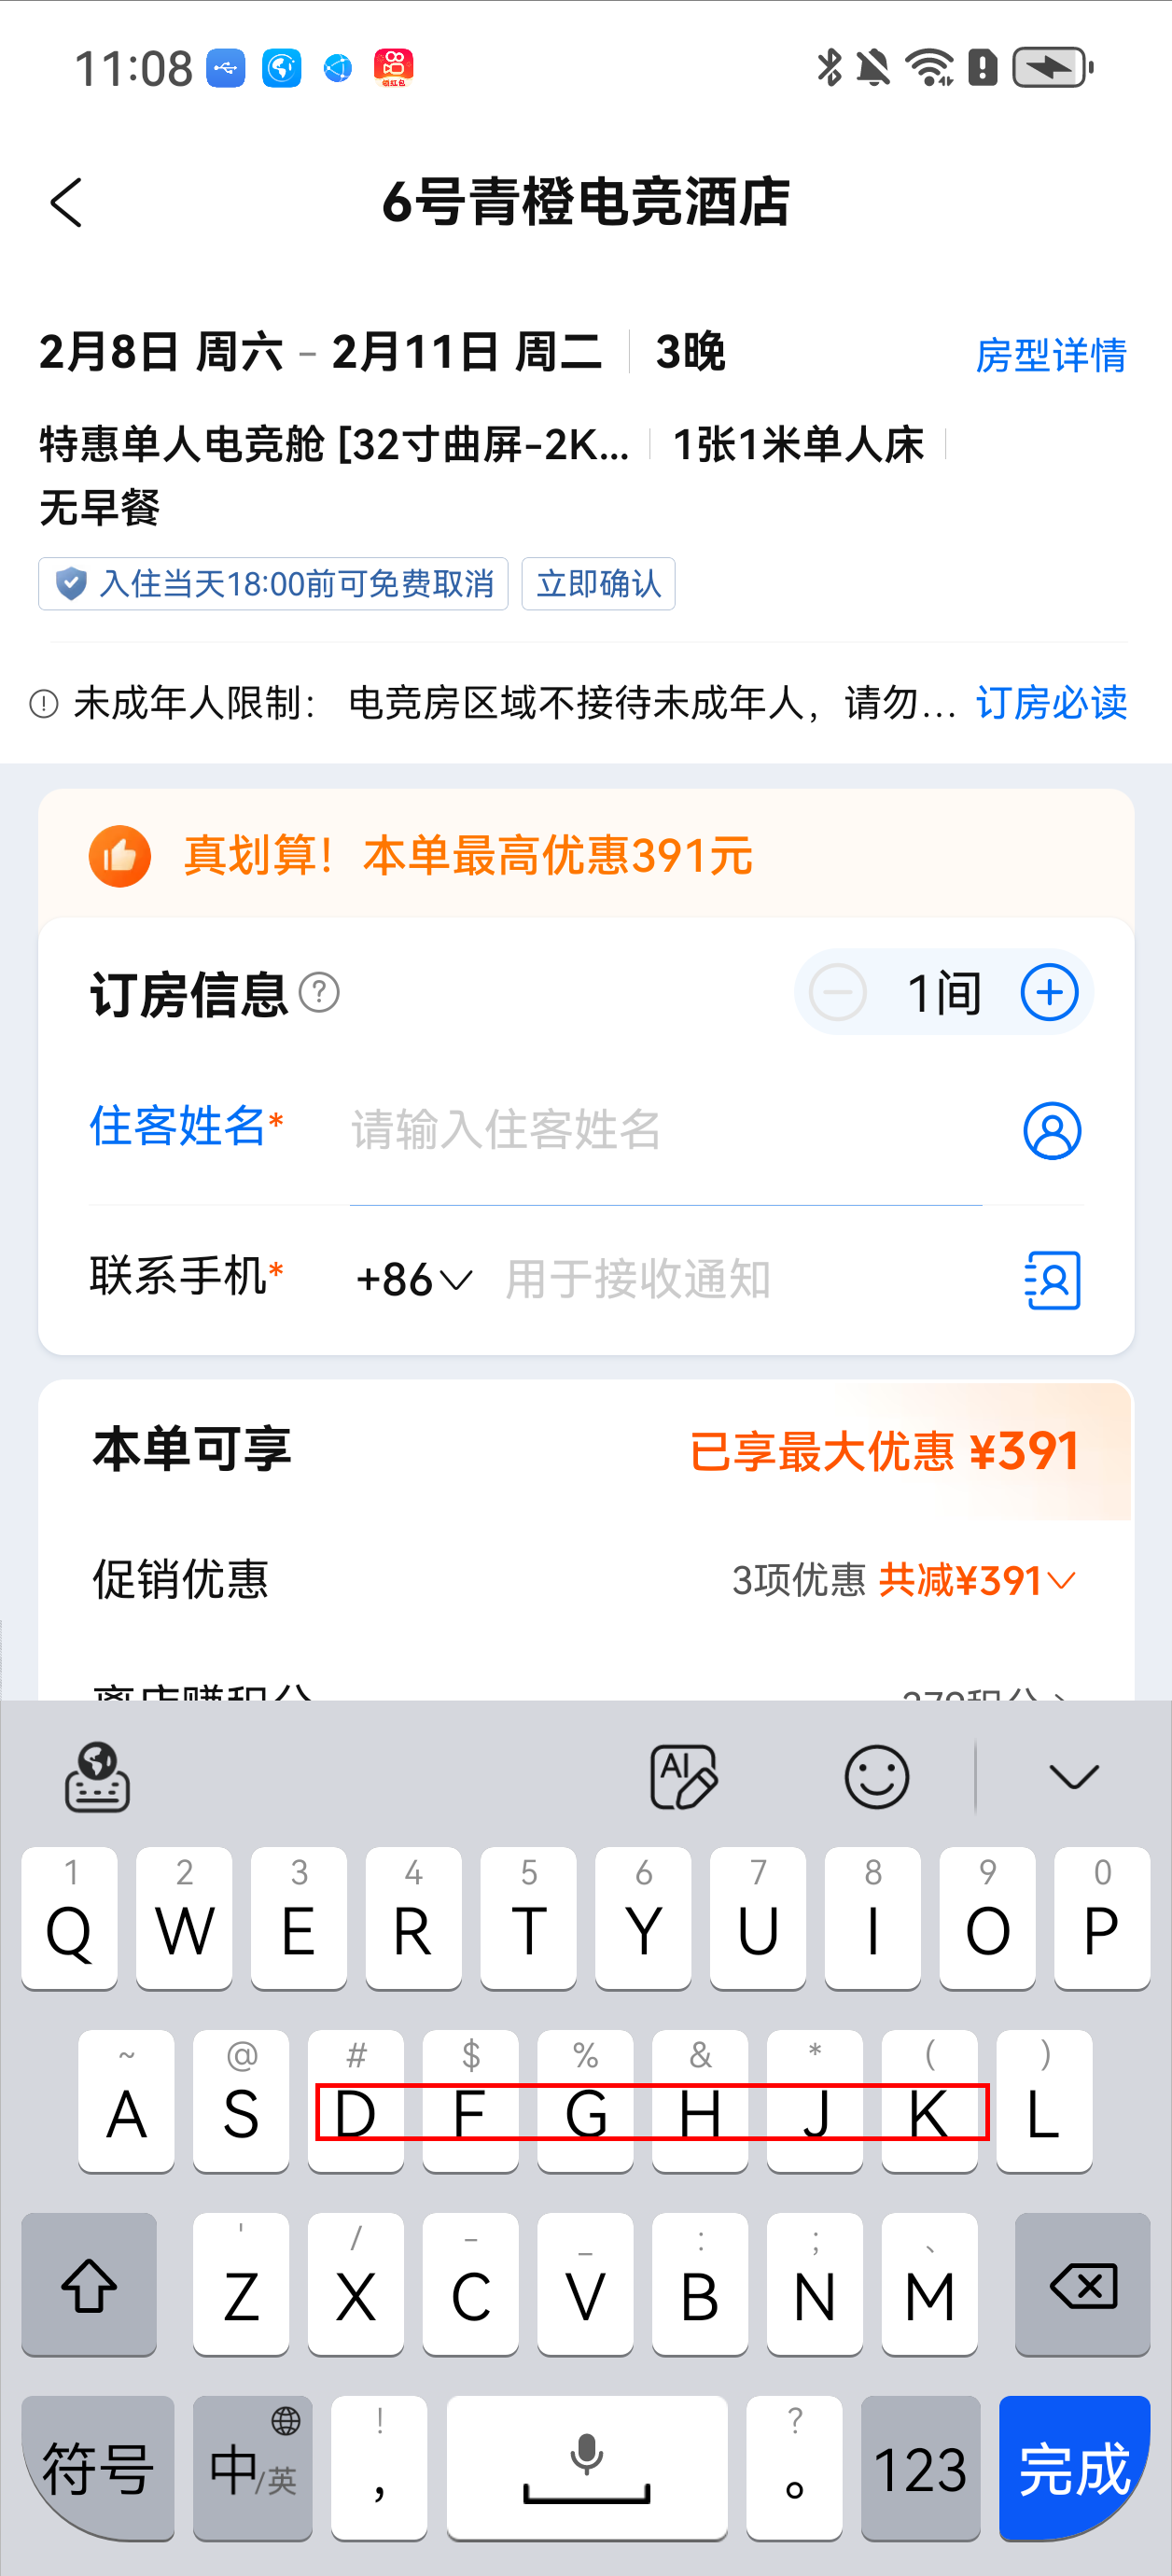 11:08
6号青橙电竞酒店
2月8日 周六 - 2月11日 周二 3晚 房型详情
特惠单人电竞舱 [32寸曲屏-2K... 1张1米单人床
无早餐
入住当天18:00前可免费取消 立即确认
未成年人限制: 电竞房区域不接待未成年人，请勿... 订房必读
真划算！本单最高优惠391元
订房信息 ? 1间
住客姓名* 请输入住客姓名
联系手机* +86 用于接收通知
本单可享 已享最大优惠 ¥391
促销优惠 3项优惠 共减¥391
AI
1 2 3 4 5 6 7 8 9 0
Q W E R T Y U I O P
~ @ # $ % & * ( )
A S D F G H J K L
' / - _ : ; 、
Z X C V B N M
符号 中/英 ! ， ? 。 123 完成